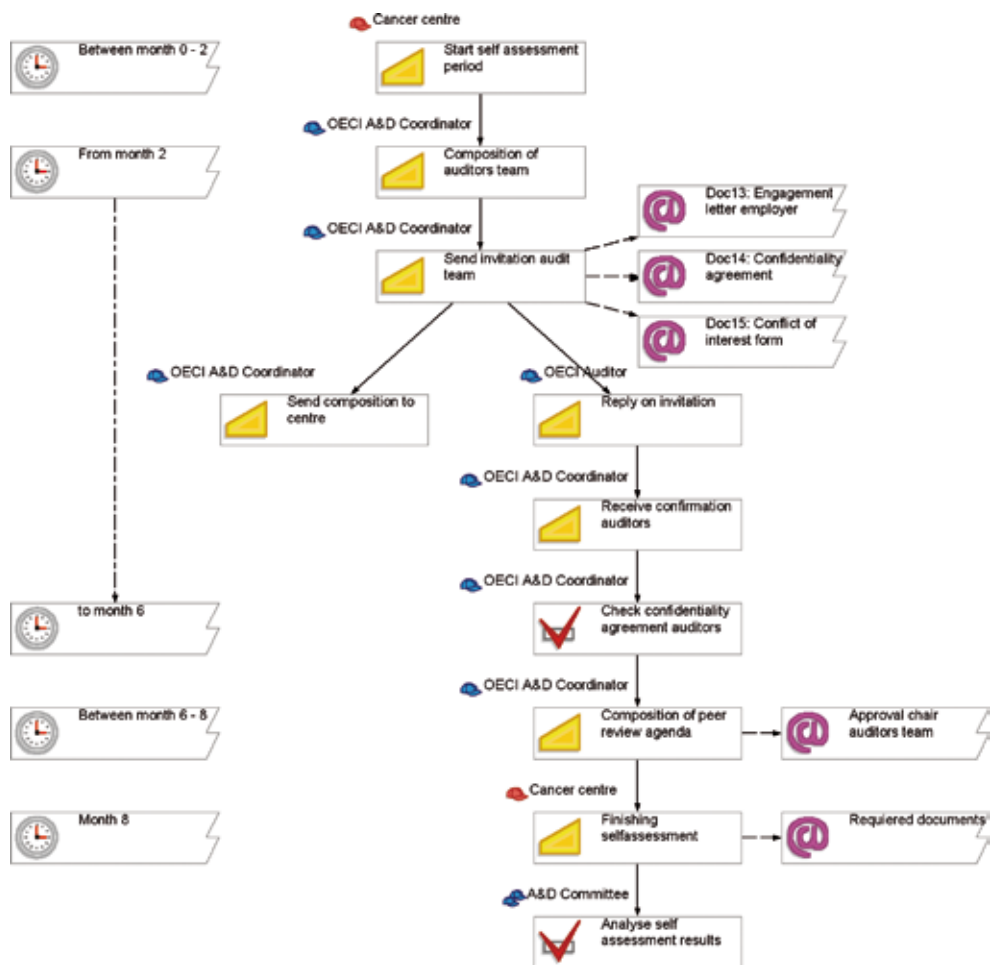 Cancer centre
Between month 0 - 2
Start self assessment
period
OECI A&D Coordinator
From month 2
Composition of
auditors team
OECI A&D Coordinator
Send invitation audit
team
Doc13: Engagement
letter employer
Doc14: Confidentiality
agreement
Doc15: Conflict of
interest form
OECI A&D Coordinator
Send composition to
centre
OECI Auditor
Reply on invitation
OECI A&D Coordinator
Receive confirmation
auditors
OECI A&D Coordinator
to month 6
Check confidentiality
agreement auditors
OECI A&D Coordinator
Between month 6 - 8
Composition of peer
review agenda
Approval chair
auditors team
Cancer centre
Month 8
Finishing
selfassessment
Requiered documents
A&D Committee
Analyse self
assessment results